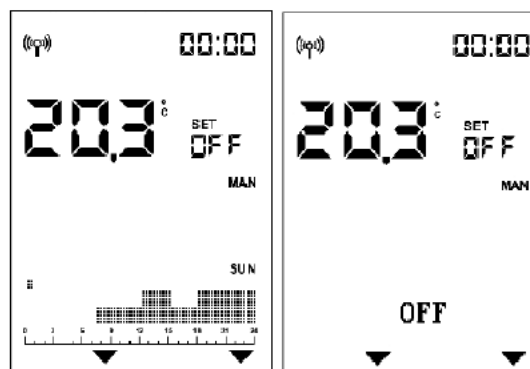 00:00
20.3 °C
SET
OFF
MAN
SUN
0 3 6 9 12 15 18 21 24
00:00
20.3 °C
SET
OFF
MAN
OFF